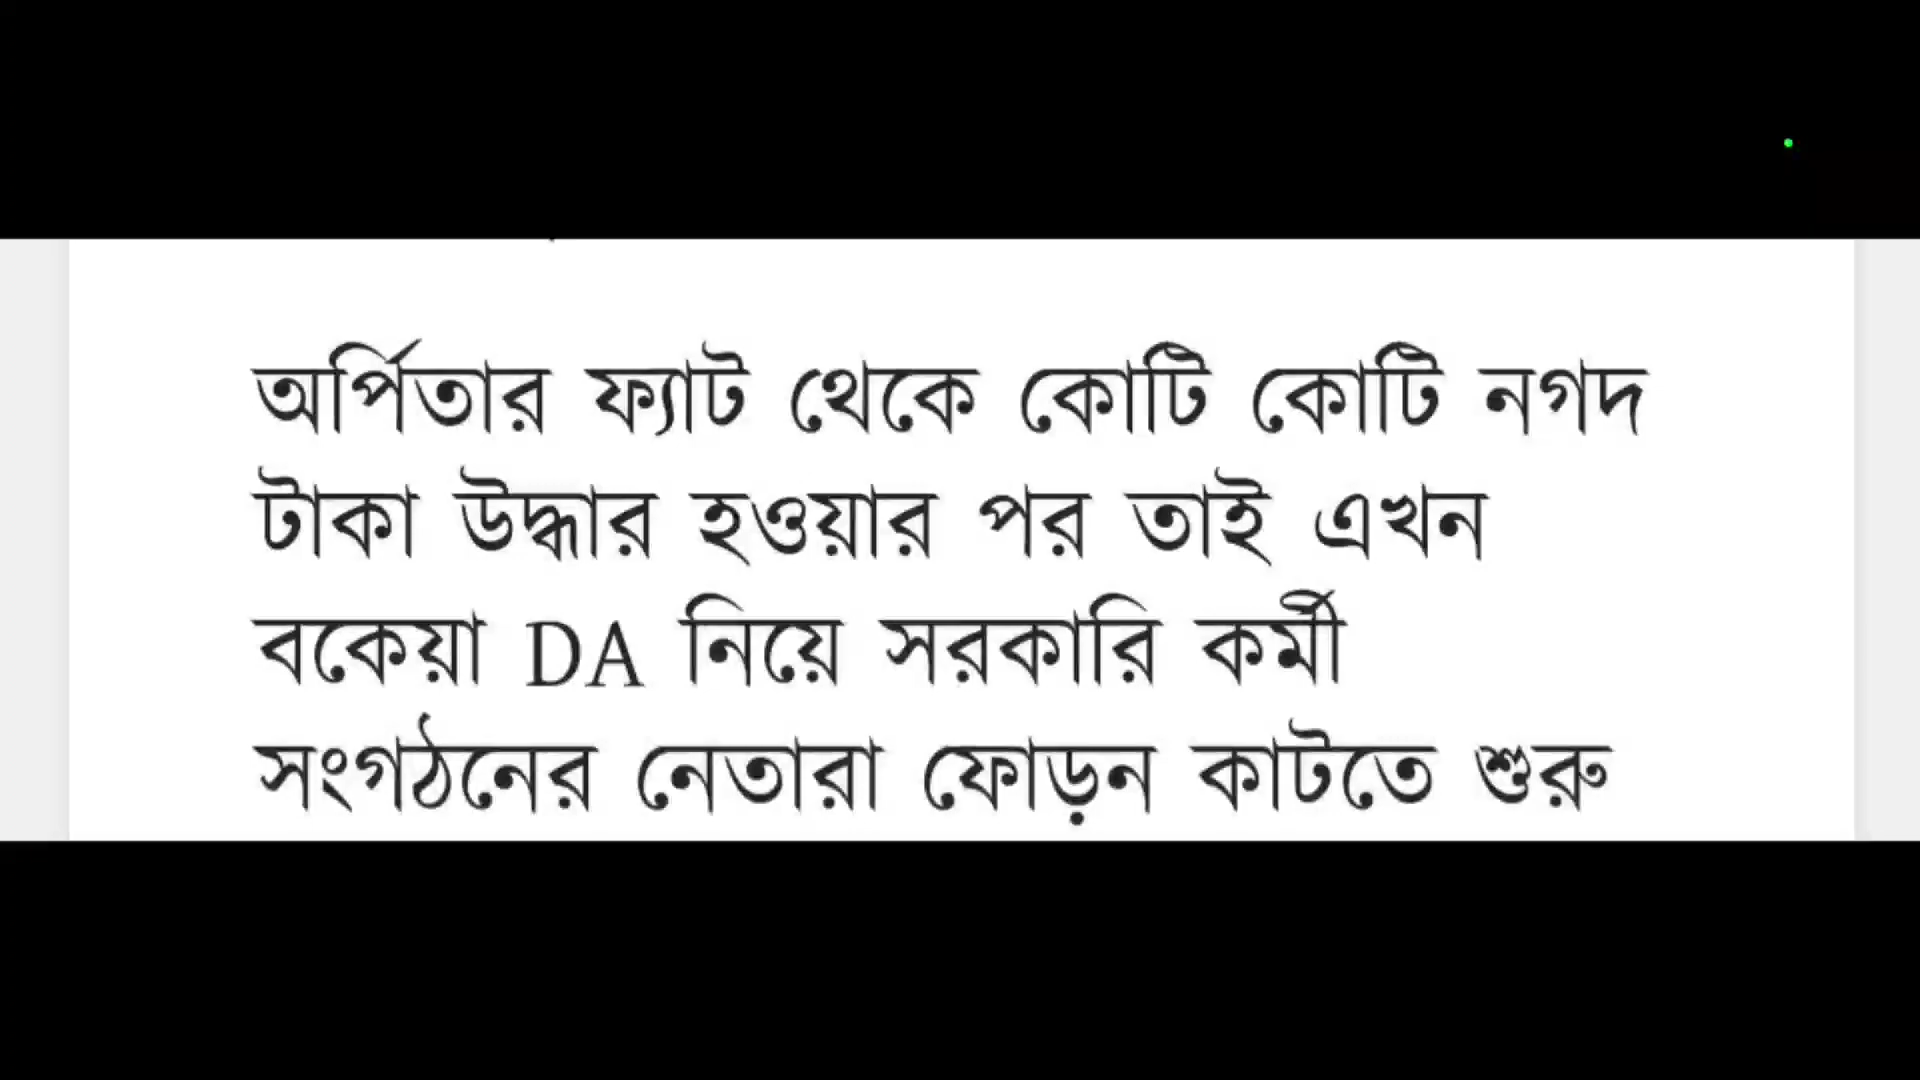 অর্পিতার ফ্যাট থেকে কোটি কোটি নগদ
টাকা উদ্ধার হওয়ার পর তাই এখন
বকেয়া DA নিয়ে সরকারি কর্মী
সংগঠনের নেতারা ফোড়ন কাটতে শুরু